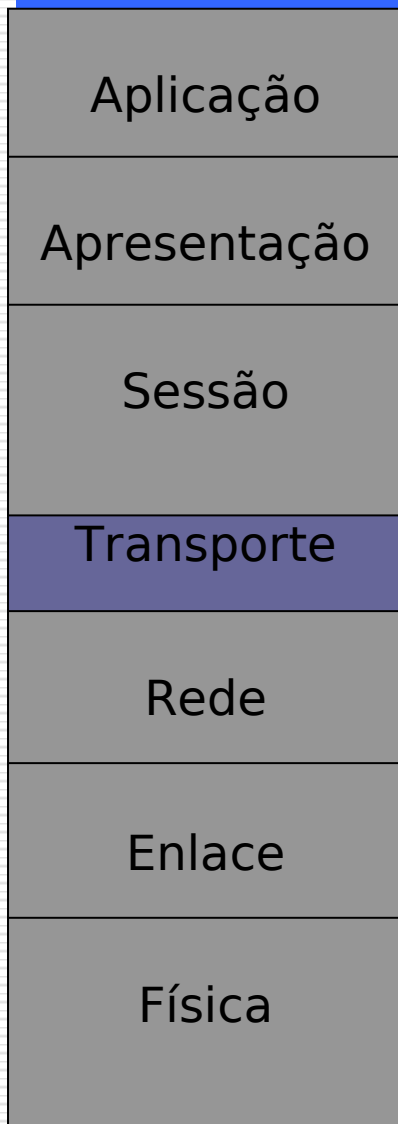 Aplicação
Apresentação
Sessão
Transporte
Rede
Enlace
Física